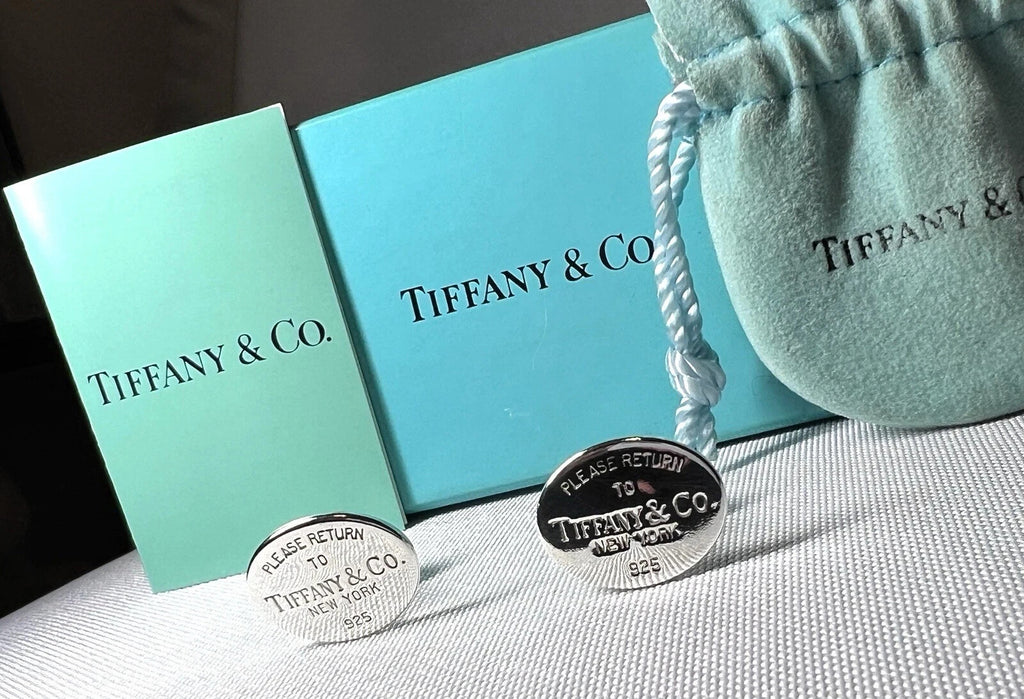 TIFFANY & CO.
TIFFANY & CO
TIFFANY &
PLEASE RETURN
TO
TIFFANY & CO.
NEW YORK
925
PLEASE RETURN
TO
TIFFANY & CO.
NEW YORK
925